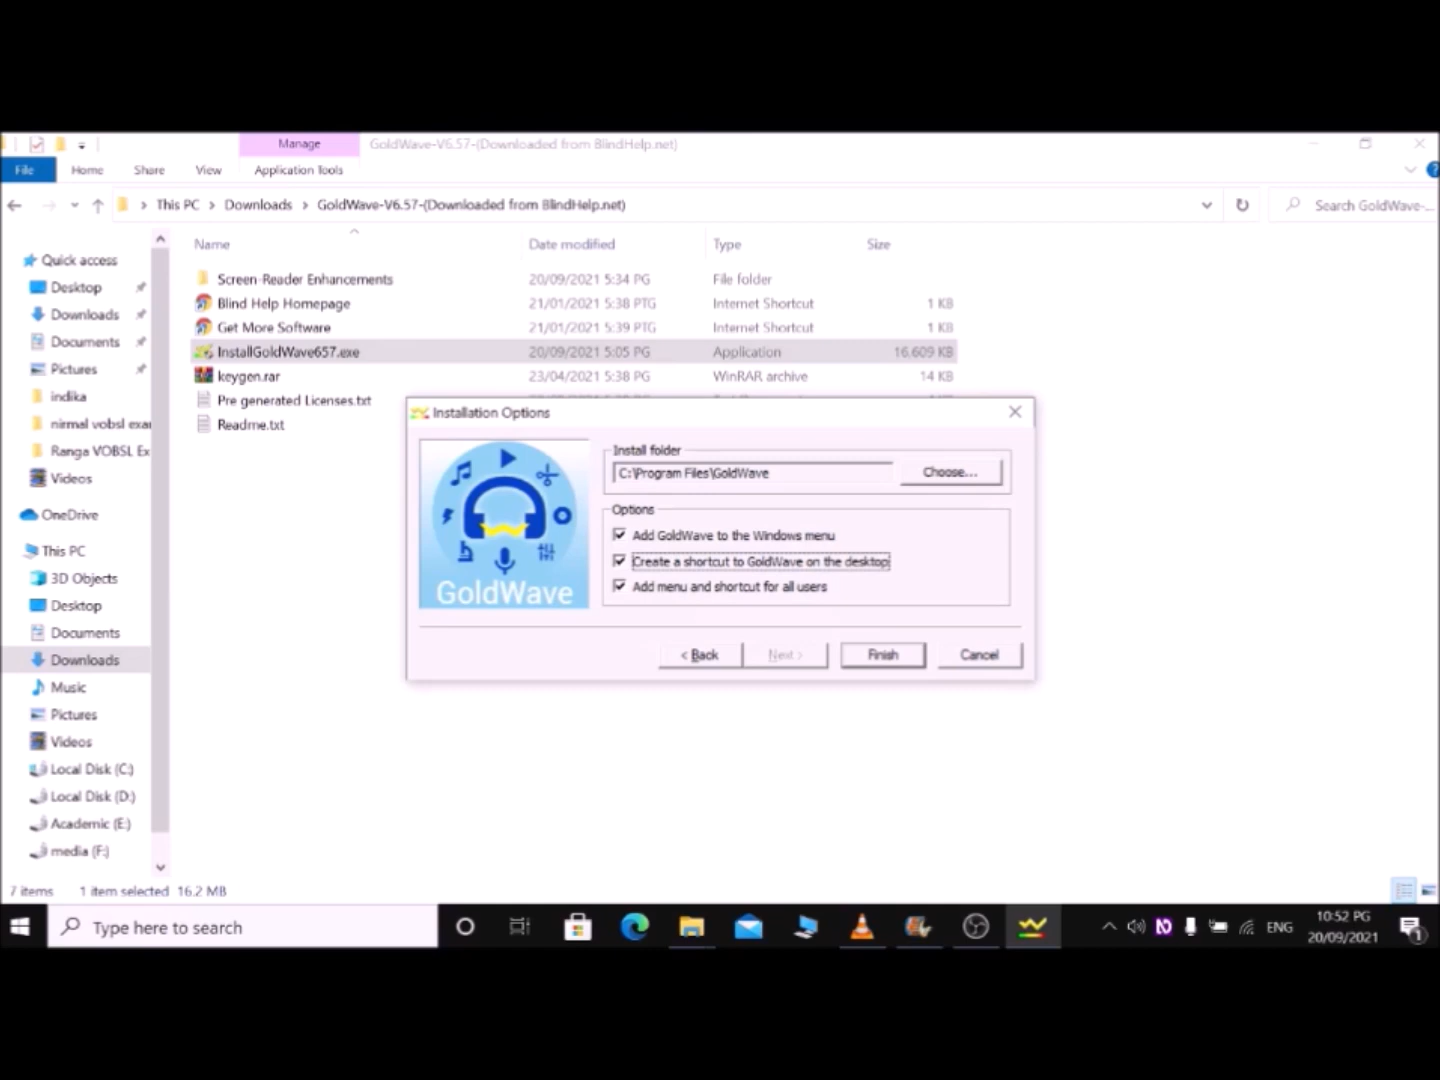 Manage
GoldWave-V6.57-(Downloaded from BlindHelp.net)
File
Home
Share
View
Application Tools
This PC > Downloads > GoldWave-V6.57-(Downloaded from BlindHelp.net)
Search GoldWave-...
Name
Date modified
Type
Size
Screen-Reader Enhancements
20/09/2021 5:34 PG
File folder
Blind Help Homepage
21/01/2021 5:38 PTG
Internet Shortcut
1 KB
Get More Software
21/01/2021 5:39 PTG
Internet Shortcut
1 KB
InstallGoldWave657.exe
20/09/2021 5:05 PG
Application
16.609 KB
keygen.rar
23/04/2021 5:38 PG
WinRAR archive
14 KB
Pre generated Licenses.txt
Readme.txt
Quick access
Desktop
Downloads
Documents
Pictures
indika
nirmal vobsl exar
Ranga VOBSL Ex
Videos
OneDrive
This PC
3D Objects
Desktop
Documents
Downloads
Music
Pictures
Videos
Local Disk (C:)
Local Disk (D:)
Academic (E:)
media (F:)
Installation Options
GoldWave
Install folder
C:\Program Files\GoldWave
Choose...
Options
Add GoldWave to the Windows menu
Create a shortcut to GoldWave on the desktop
Add menu and shortcut for all users
< Back
Next >
Finish
Cancel
7 items
1 item selected 16.2 MB
Type here to search
ENG
10:52 PG
20/09/2021
1